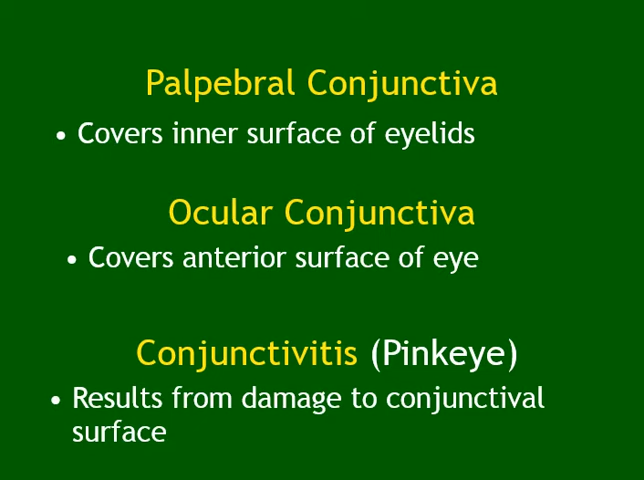 Palpebral Conjunctiva
• Covers inner surface of eyelids
Ocular Conjunctiva
• Covers anterior surface of eye
Conjunctivitis (Pinkeye)
• Results from damage to conjunctival
surface